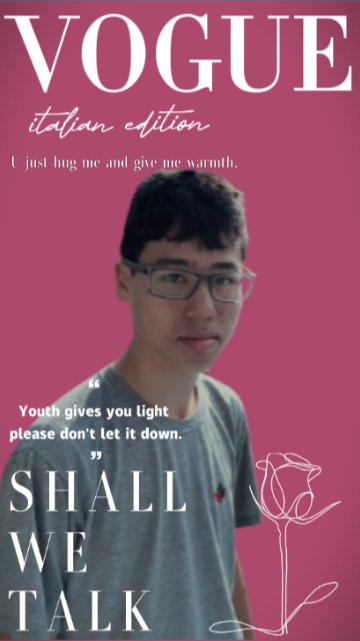 VOGUE
italian edition
U just hug me and give me warmth.
“
Youth gives you light
please don't let it down.
”
SHALL
WE
TALK